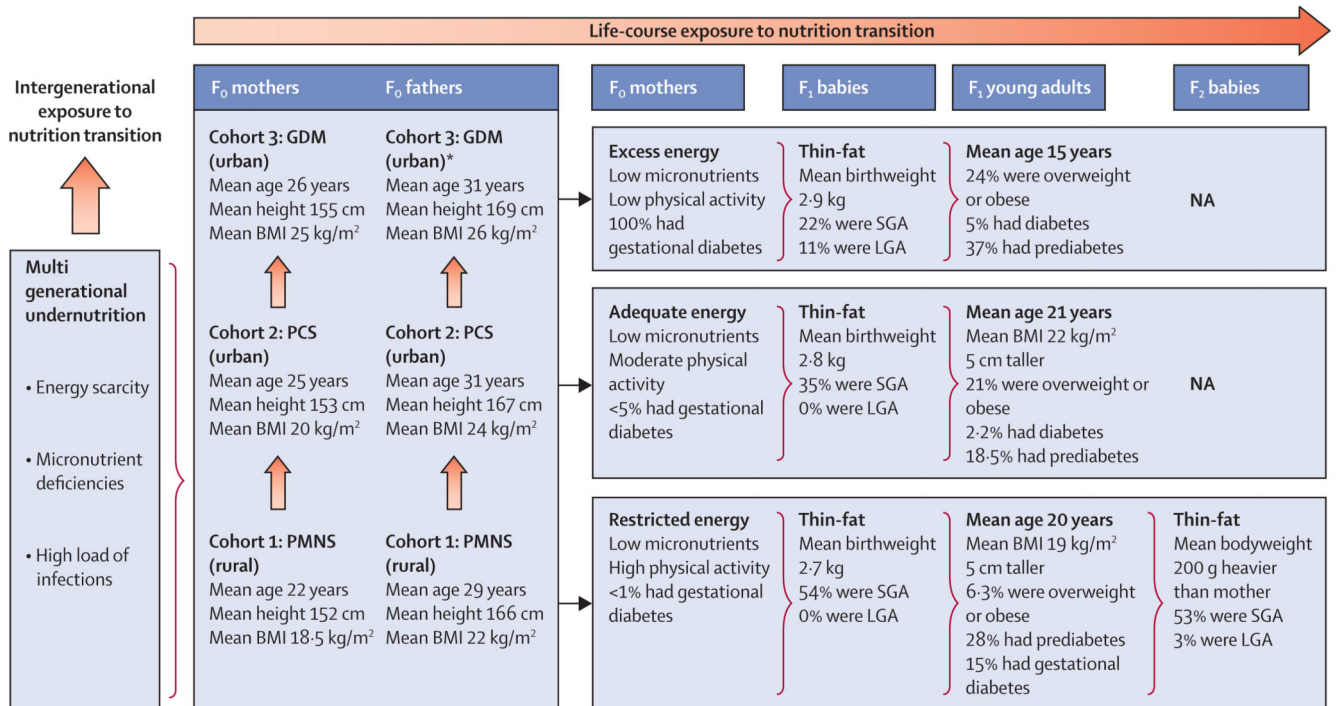 Life-course exposure to nutrition transition
Intergenerational
exposure to
nutrition transition
Multi
generational
undernutrition
• Energy scarcity
• Micronutrient
deficiencies
• High load of
infections
F₀ mothers
F₀ fathers
Cohort 3: GDM
(urban)
Mean age 26 years
Mean height 155 cm
Mean BMI 25 kg/m²
Cohort 3: GDM
(urban)*
Mean age 31 years
Mean height 169 cm
Mean BMI 26 kg/m²
Cohort 2: PCS
(urban)
Mean age 25 years
Mean height 153 cm
Mean BMI 20 kg/m²
Cohort 2: PCS
(urban)
Mean age 31 years
Mean height 167 cm
Mean BMI 24 kg/m²
Cohort 1: PMNS
(rural)
Mean age 22 years
Mean height 152 cm
Mean BMI 18·5 kg/m²
Cohort 1: PMNS
(rural)
Mean age 29 years
Mean height 166 cm
Mean BMI 22 kg/m²
F₀ mothers
F₁ babies
F₁ young adults
F₂ babies
Excess energy
Low micronutrients
Low physical activity
100% had
gestational diabetes
Thin-fat
Mean birthweight
2·9 kg
22% were SGA
11% were LGA
Mean age 15 years
24% were overweight
or obese
5% had diabetes
37% had prediabetes
NA
Adequate energy
Low micronutrients
Moderate physical
activity
<5% had gestational
diabetes
Thin-fat
Mean birthweight
2·8 kg
35% were SGA
0% were LGA
Mean age 21 years
Mean BMI 22 kg/m²
5 cm taller
21% were overweight or
obese
2·2% had diabetes
18·5% had prediabetes
NA
Restricted energy
Low micronutrients
High physical activity
<1% had gestational
diabetes
Thin-fat
Mean birthweight
2·7 kg
54% were SGA
0% were LGA
Mean age 20 years
Mean BMI 19 kg/m²
5 cm taller
6·3% were overweight
or obese
28% had prediabetes
15% had gestational
diabetes
Thin-fat
Mean bodyweight
200 g heavier
than mother
53% were SGA
3% were LGA